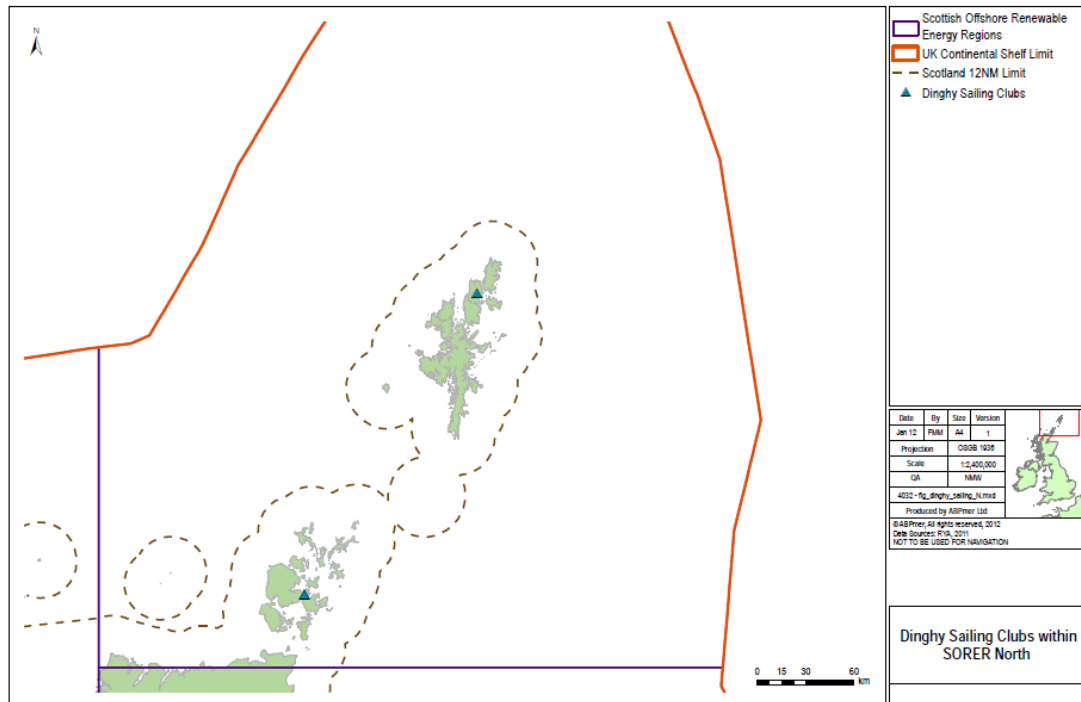 N
Scottish Offshore Renewable
Energy Regions
UK Continental Shelf Limit
Scotland 12NM Limit
Dinghy Sailing Clubs
Date By Size Version
Jan 12 FMM A4 1
Projection OSGB 1936
Scale 1:2,400,000
QA NMW
4032 - fig_dinghy_sailing_N.mxd
Produced by ABPmer Ltd
©ABPmer, All rights reserved, 2012
Data Sources: RYA, 2011
NOT TO BE USED FOR NAVIGATION
0 15 30 60
km
Dinghy Sailing Clubs within
SORER North